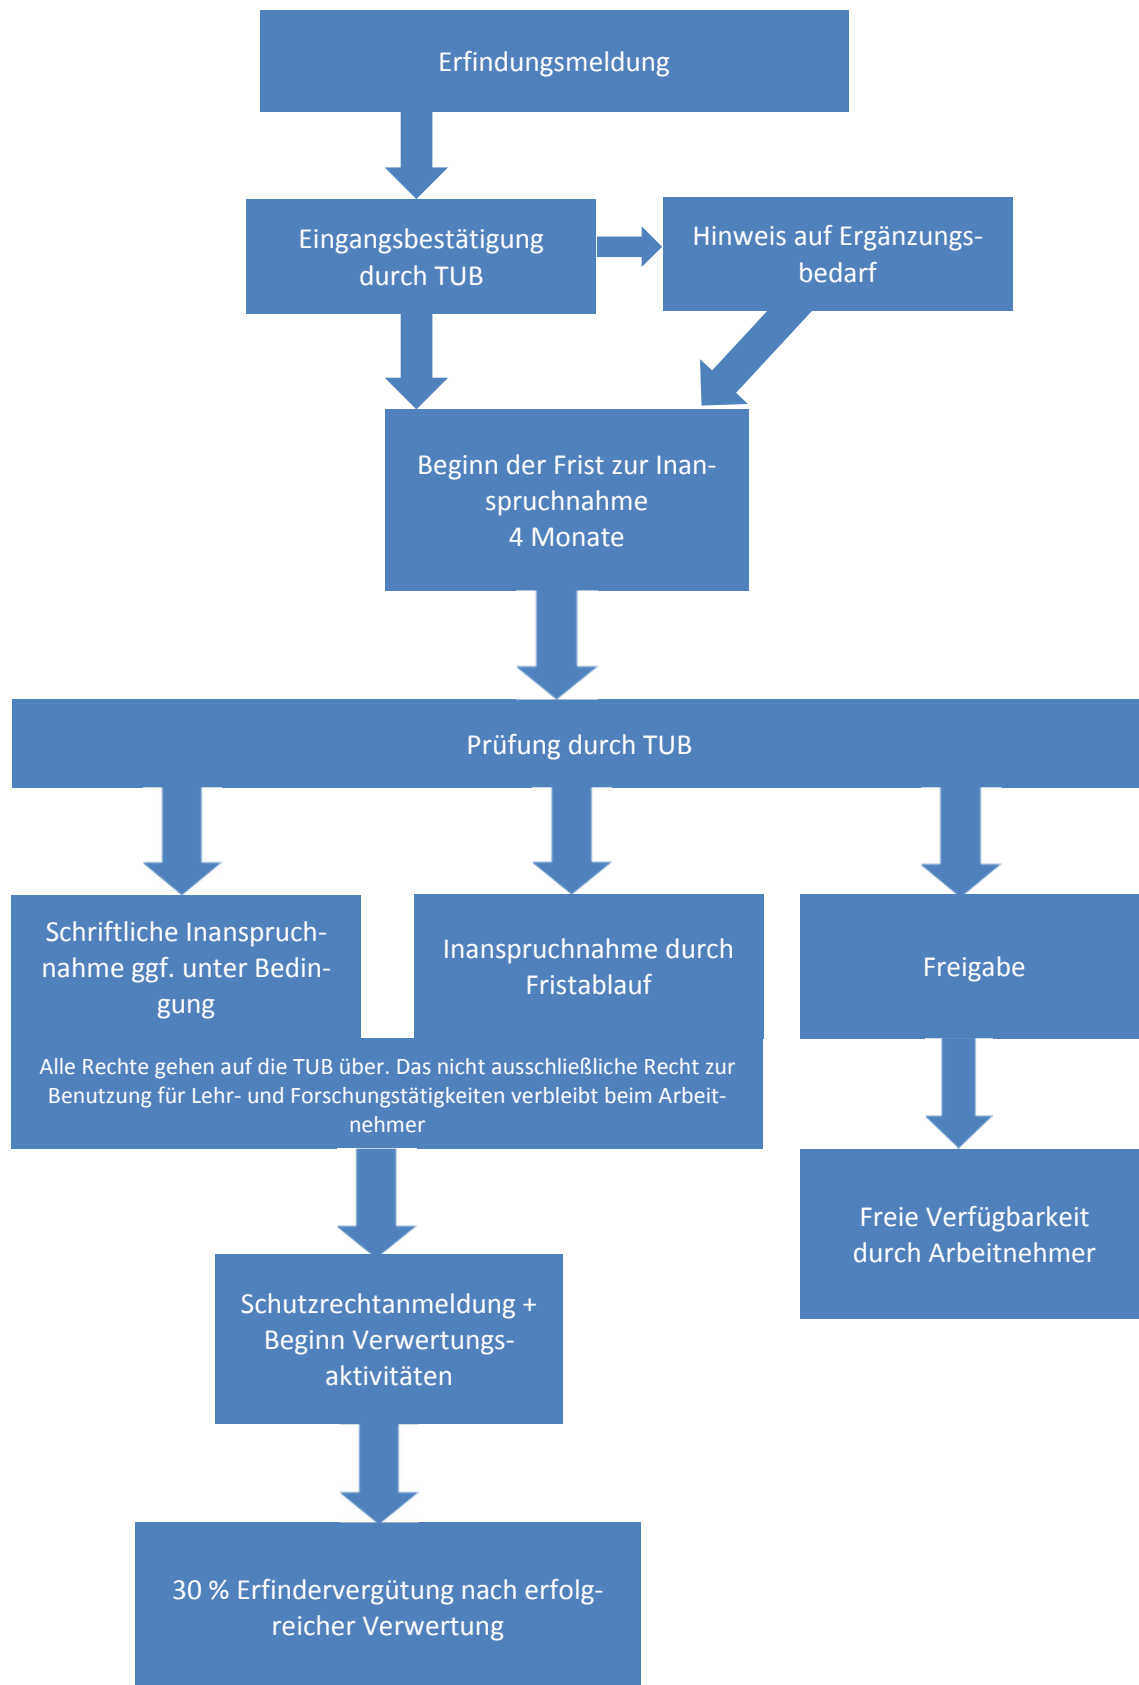 Erfindungsmeldung
Eingangsbestätigung
durch TUB
Hinweis auf Ergänzungs-
bedarf
Beginn der Frist zur Inan-
spruchnahme
4 Monate
Prüfung durch TUB
Schriftliche Inanspruch-
nahme ggf. unter Bedin-
gung
Inanspruchnahme durch
Fristablauf
Freigabe
Alle Rechte gehen auf die TUB über. Das nicht ausschließliche Recht zur
Benutzung für Lehr- und Forschungstätigkeiten verbleibt beim Arbeit-
nehmer
Freie Verfügbarkeit
durch Arbeitnehmer
Schutzrechtanmeldung +
Beginn Verwertungs-
aktivitäten
30 % Erfindervergütung nach erfolg-
reicher Verwertung